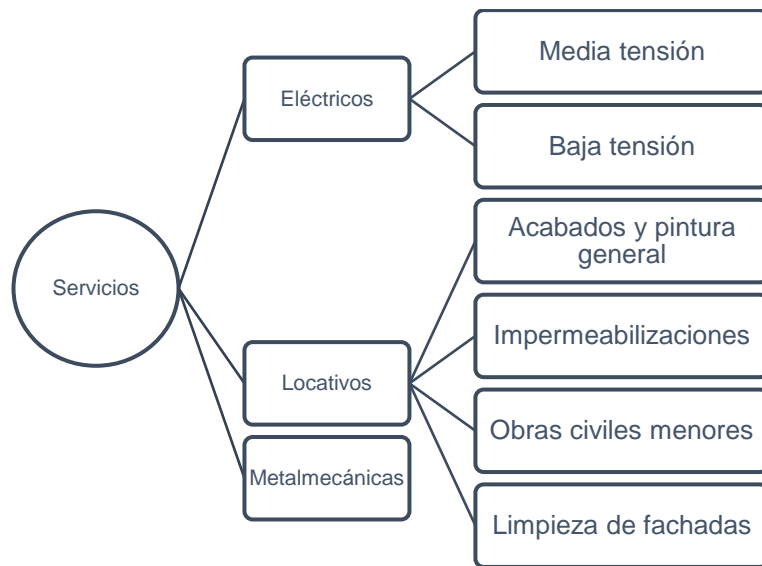 Servicios
Eléctricos
Media tensión
Baja tensión
Locativos
Acabados y pintura
general
Impermeabilizaciones
Obras civiles menores
Limpieza de fachadas
Metalmecánicas